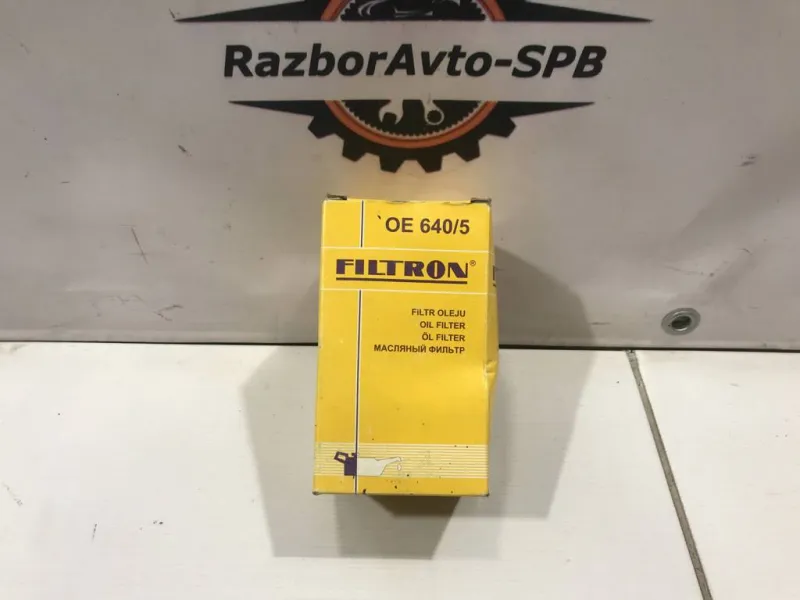 RazborAvto-SPB
OE 640/5
FILTRON®
FILTR OLEJU
OIL FILTER
ÖL FILTER
МАСЛЯНЫЙ ФИЛЬТР